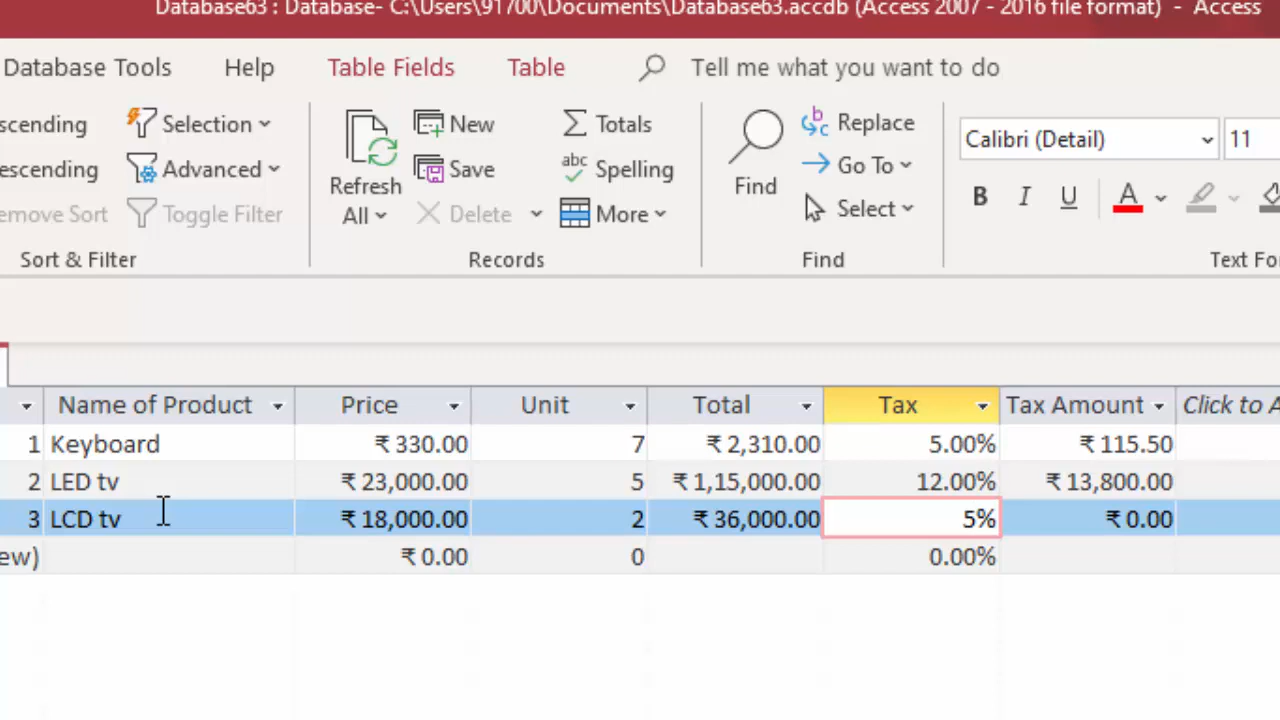 Database63 : Database- C:\Users\91700\Documents\Database63.accdb (Access 2007 - 2016 file format) - Access
Database Tools Help Table Fields Table Tell me what you want to do
scending Selection New Totals Replace Calibri (Detail) 11
escending Advanced Save Spelling Go To
emove Sort Toggle Filter Refresh All Delete More Find Select B I U A
Sort & Filter Records Find Text Fo
Name of Product Price Unit Total Tax Tax Amount Click to A
1 Keyboard ₹ 330.00 7 ₹ 2,310.00 5.00% ₹ 115.50
2 LED tv ₹ 23,000.00 5 ₹ 1,15,000.00 12.00% ₹ 13,800.00
3 LCD tv ₹ 18,000.00 2 ₹ 36,000.00 5% ₹ 0.00
ew) ₹ 0.00 0 0.00%